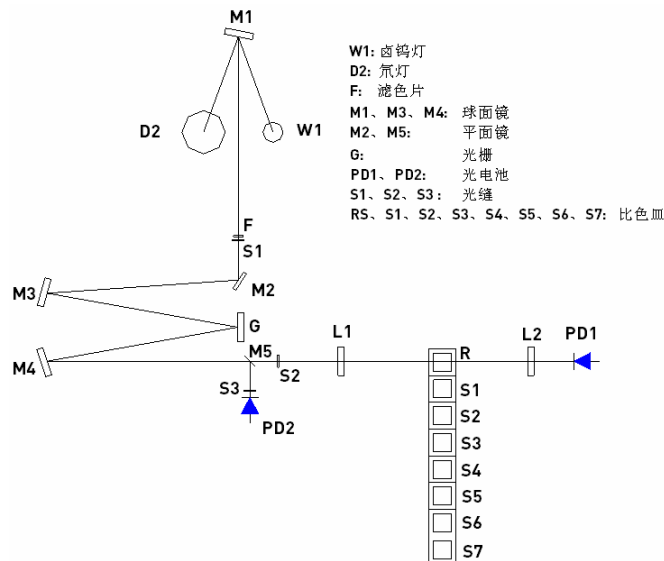 M1
W1: 卤钨灯
D2: 氘灯
F: 滤色片
M1、M3、M4: 球面镜
M2、M5: 平面镜
G: 光栅
PD1、PD2: 光电池
S1、S2、S3: 光缝
RS、S1、S2、S3、S4、S5、S6、S7: 比色皿
D2
W1
F
S1
M2
M3
G
L1
L2
PD1
M5
R
M4
S2
S3
PD2
S1
S2
S3
S4
S5
S6
S7